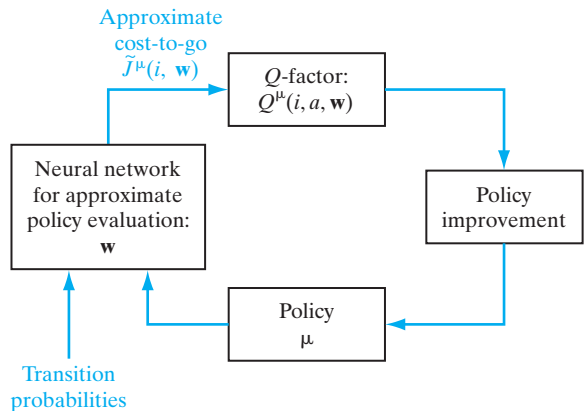 Approximate
cost-to-go
J̃^μ(i, w)
Q-factor:
Q^μ(i, a, w)
Neural network
for approximate
policy evaluation:
w
Policy
improvement
Policy
μ
Transition
probabilities